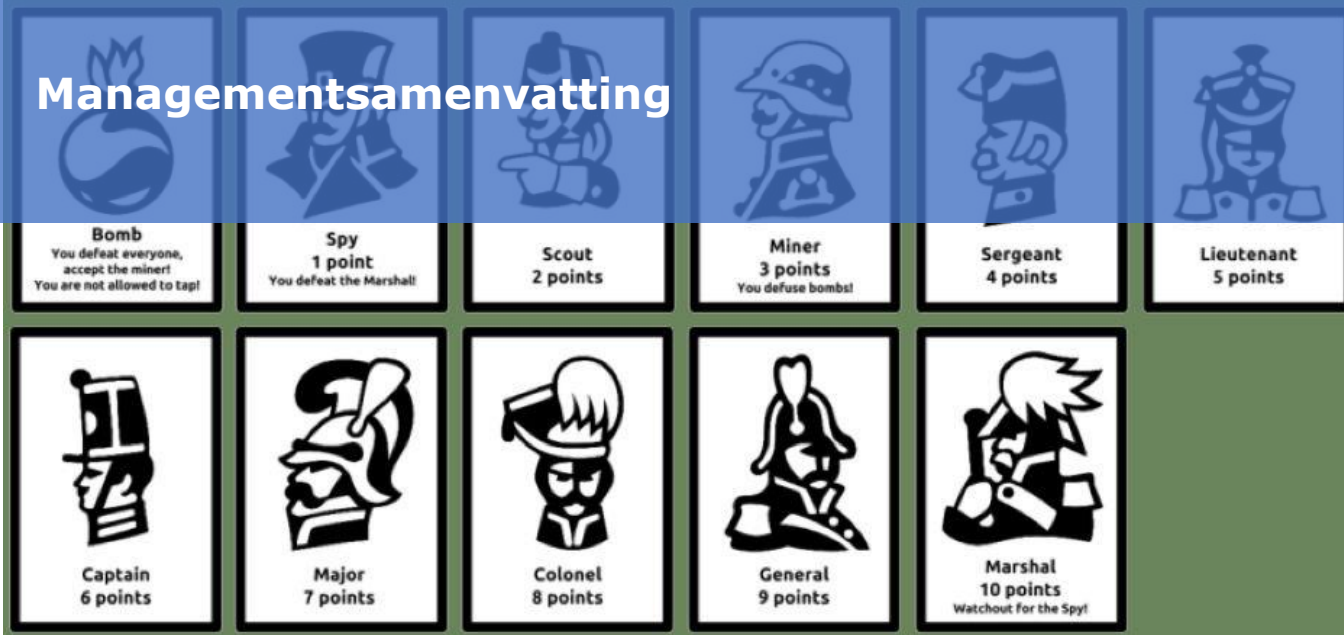 Managementsamenvatting
Bomb
You defeat everyone,
accept the miner!
You are not allowed to tap!
Spy
1 point
You defeat the Marshall!
Scout
2 points
Miner
3 points
You defuse bombs!
Sergeant
4 points
Lieutenant
5 points
Captain
6 points
Major
7 points
Colonel
8 points
General
9 points
Marshal
10 points
Watchout for the Spy!